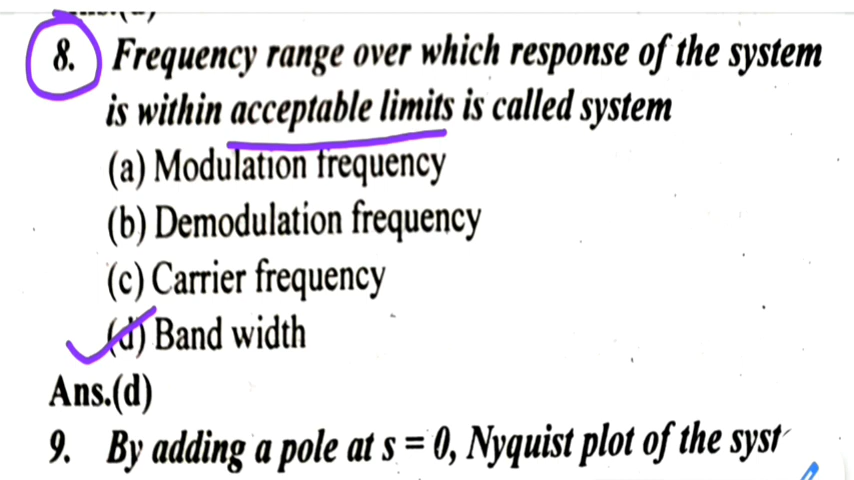 8. Frequency range over which response of the system
is within acceptable limits is called system
(a) Modulation frequency
(b) Demodulation frequency
(c) Carrier frequency
(d) Band width
Ans.(d)
9. By adding a pole at s = 0, Nyquist plot of the